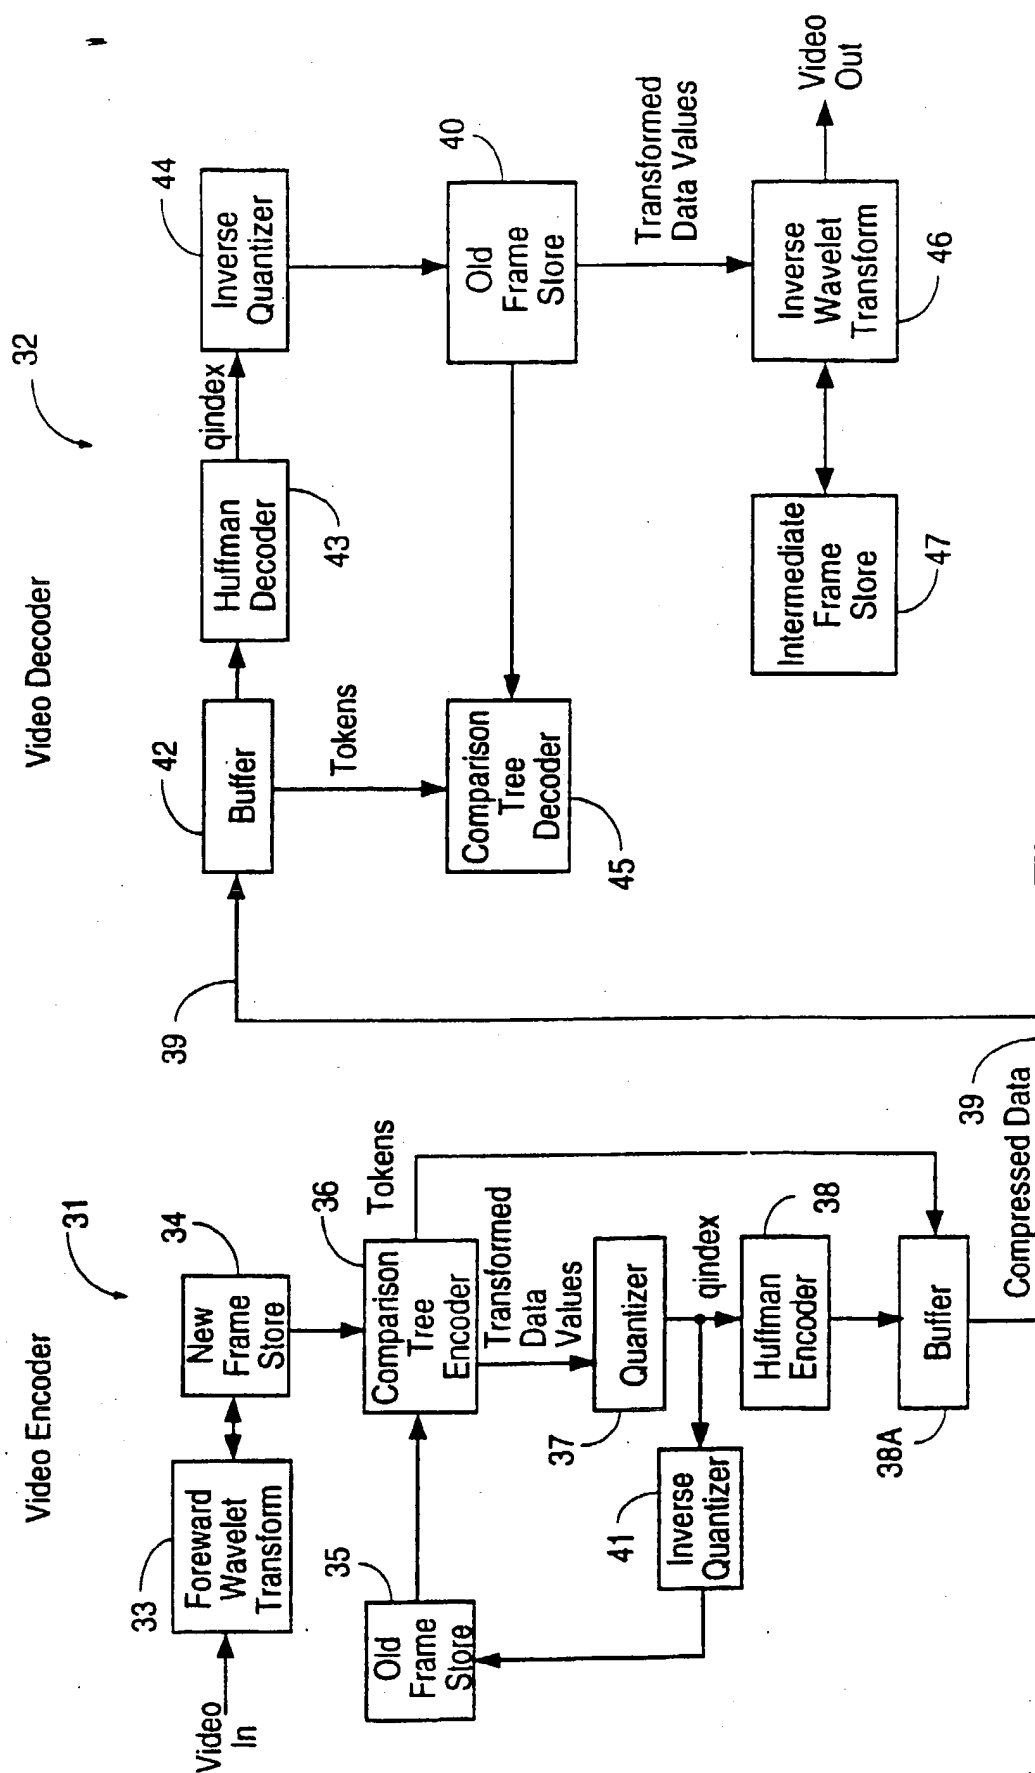 Video Encoder
31
Video
In
Foreward
Wavelet
Transform
33
New
Frame
Store
34
Old
Frame
Store
35
Comparison
Tree
Encoder
36
Tokens
Transformed
Data
Values
Quantizer
37
qindex
Inverse
Quantizer
41
Huffman
Encoder
38
Buffer
38A
Compressed Data
39
Video Decoder
32
39
Buffer
42
Tokens
Huffman
Decoder
43
qindex
Inverse
Quantizer
44
Comparison
Tree
Decoder
45
Old
Frame
Store
40
Transformed
Data Values
Intermediate
Frame
Store
47
Inverse
Wavelet
Transform
46
Video
Out